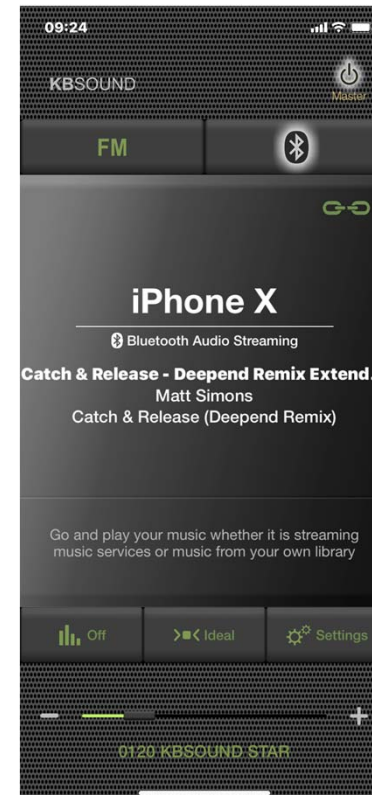 09:24
KBSOUND
Master
FM
iPhone X
Bluetooth Audio Streaming
Catch & Release - Deepend Remix Extend.
Matt Simons
Catch & Release (Deepend Remix)
Go and play your music whether it is streaming
music services or music from your own library
Off
Ideal
Settings
0120 KBSOUND STAR